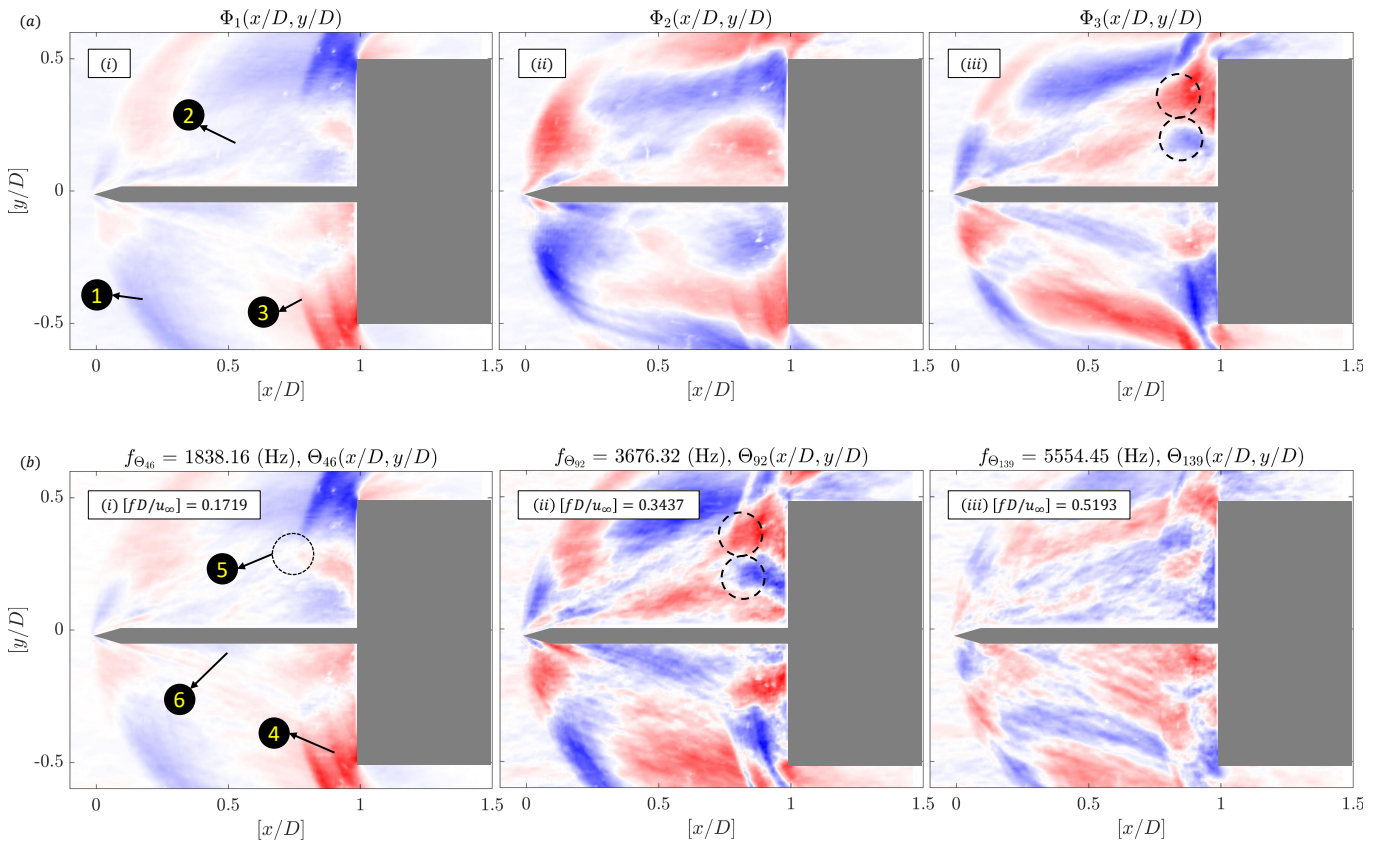 (a)
Φ₁(x/D, y/D)
Φ₂(x/D, y/D)
Φ₃(x/D, y/D)
(i)
(ii)
(iii)
0.5
0
-0.5
[y/D]
2
1
3
0
0.5
1
1.5
0
0.5
1
1.5
0
0.5
1
1.5
[x/D]
[x/D]
[x/D]
(b)
f_Θ₄₆ = 1838.16 (Hz), Θ₄₆(x/D, y/D)
f_Θ₉₂ = 3676.32 (Hz), Θ₉₂(x/D, y/D)
f_Θ₁₃₉ = 5554.45 (Hz), Θ₁₃₉(x/D, y/D)
(i) [fD/u∞] = 0.1719
(ii) [fD/u∞] = 0.3437
(iii) [fD/u∞] = 0.5193
0.5
0
-0.5
[y/D]
5
6
4
0
0.5
1
1.5
0
0.5
1
1.5
0
0.5
1
1.5
[x/D]
[x/D]
[x/D]